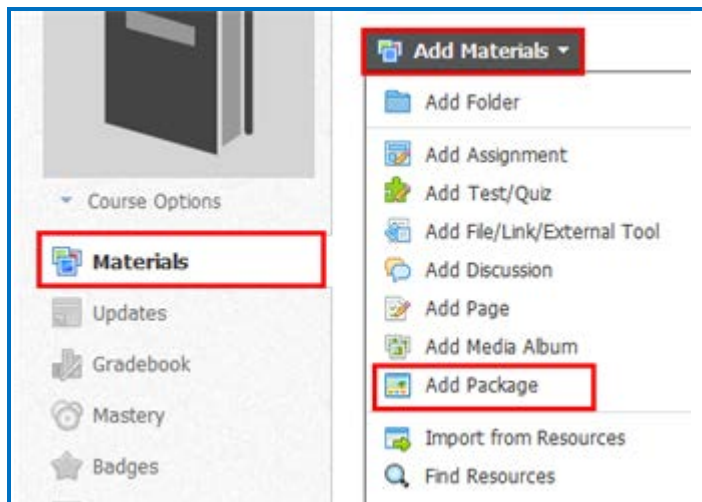 Course Options
Materials
Updates
Gradebook
Mastery
Badges
Add Materials
Add Folder
Add Assignment
Add Test/Quiz
Add File/Link/External Tool
Add Discussion
Add Page
Add Media Album
Add Package
Import from Resources
Find Resources